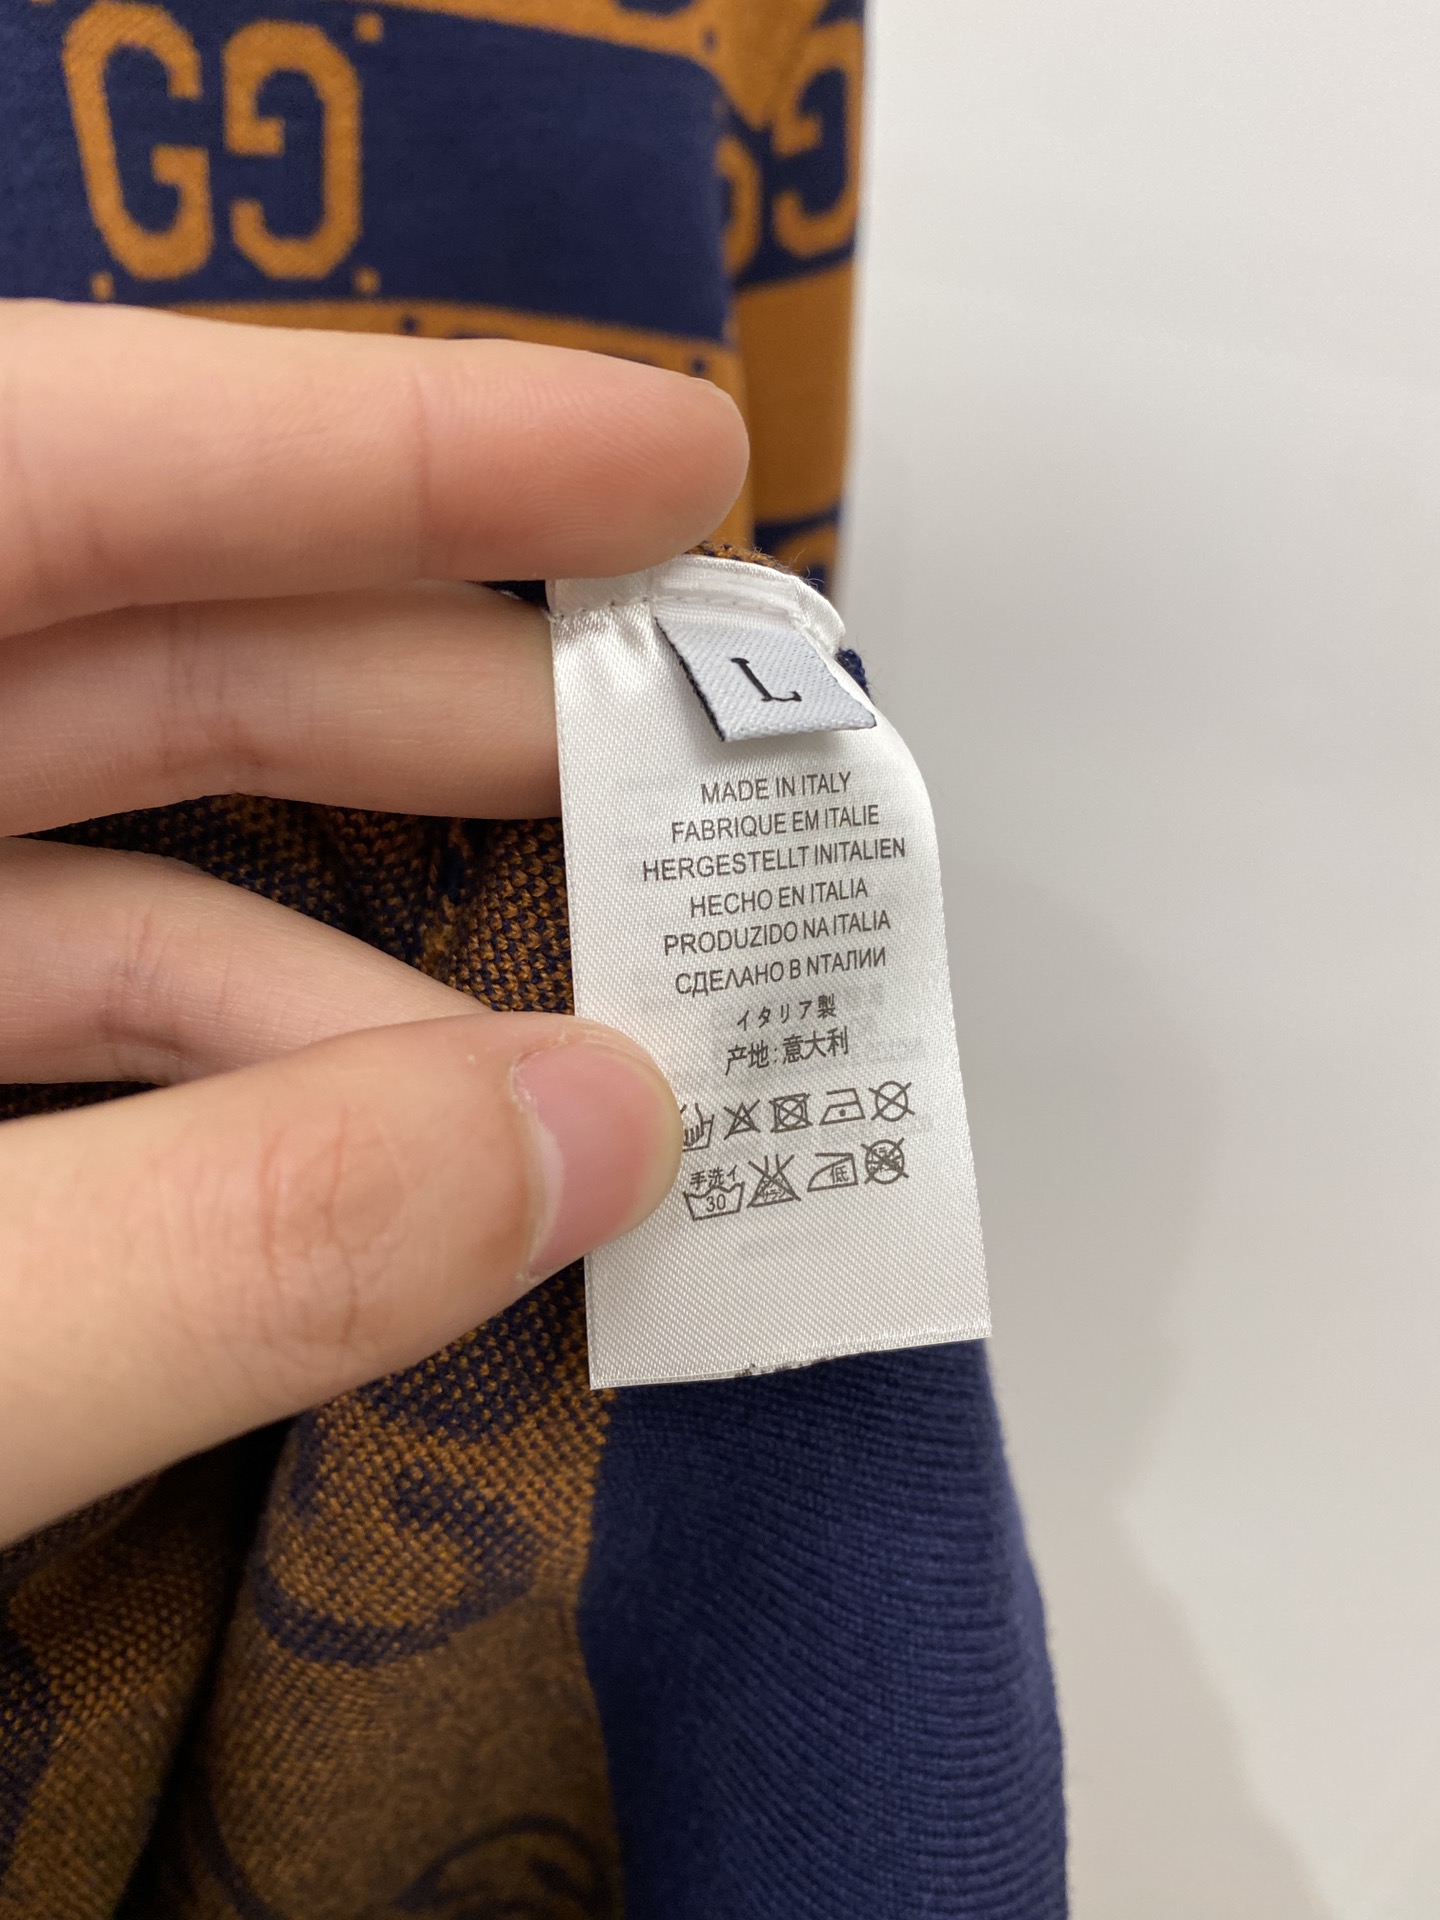 GG
L
MADE IN ITALY
FABRIQUE EM ITALIE
HERGESTELLT INITALIEN
HECHO EN ITALIA
PRODUZIDO NA ITALIA
СДЕЛАНО В NТАЛИИ
イタリア製
产地:意大利
手洗イ
30
低